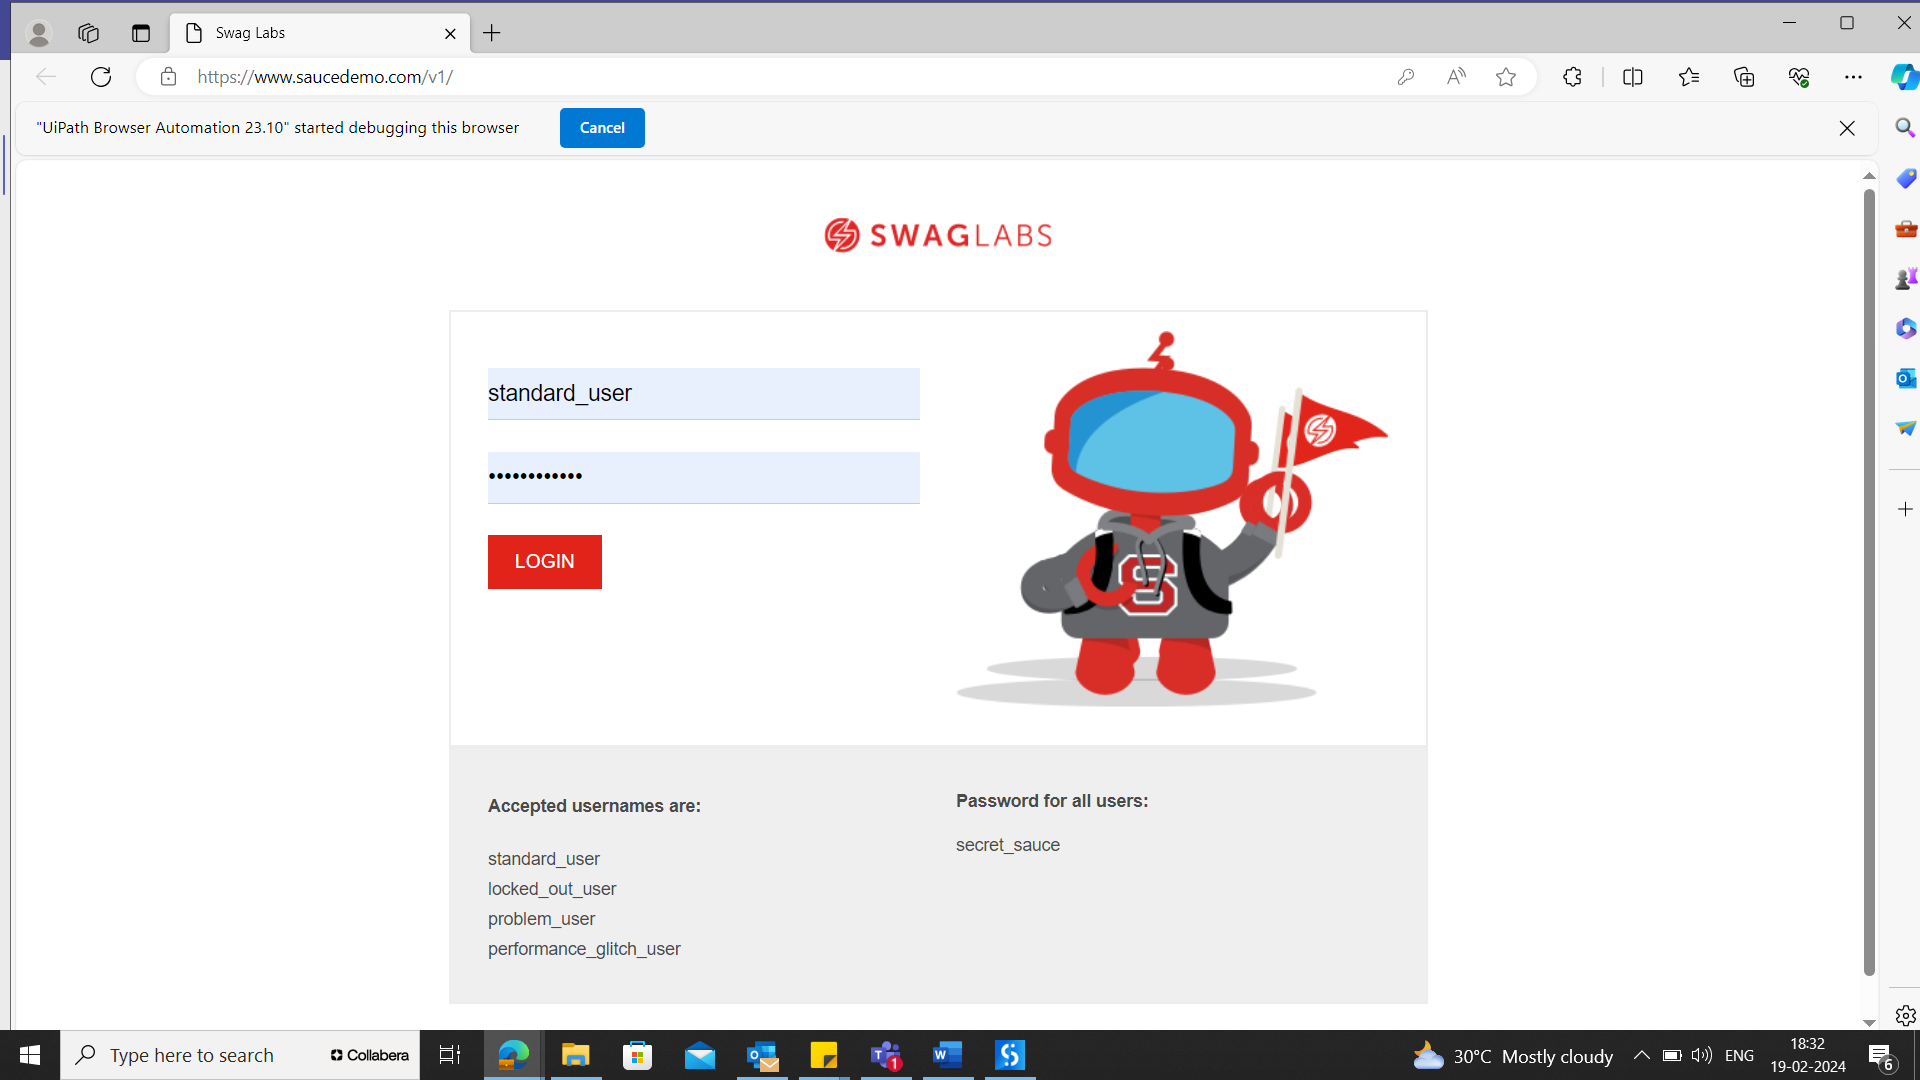 Swag Labs
https://www.saucedemo.com/v1/
"UiPath Browser Automation 23.10" started debugging this browser
Cancel
SWAGLABS
standard_user
••••••••••••
LOGIN
S
Accepted usernames are:
standard_user
locked_out_user
problem_user
performance_glitch_user
Password for all users:
secret_sauce
Type here to search
Collabera
1
30°C Mostly cloudy
ENG
18:32
19-02-2024
6